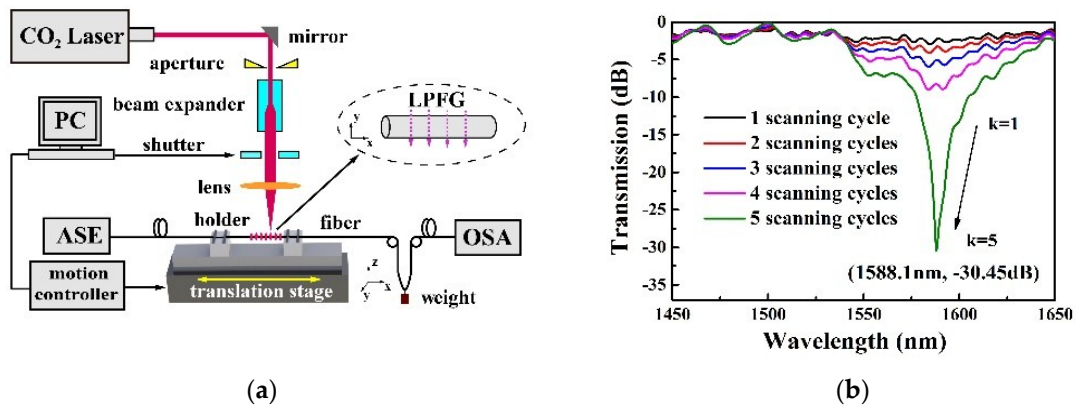 CO₂ Laser
mirror
aperture
beam expander
LPFG
y
x
PC
shutter
lens
holder
fiber
ASE
OSA
motion
controller
translation stage
z
x
y
weight
(a)
Transmission (dB)
0
-5
-10
-15
-20
-25
-30
-35
1 scanning cycle
2 scanning cycles
3 scanning cycles
4 scanning cycles
5 scanning cycles
k=1
k=5
(1588.1nm, -30.45dB)
1450
1500
1550
1600
1650
Wavelength (nm)
(b)